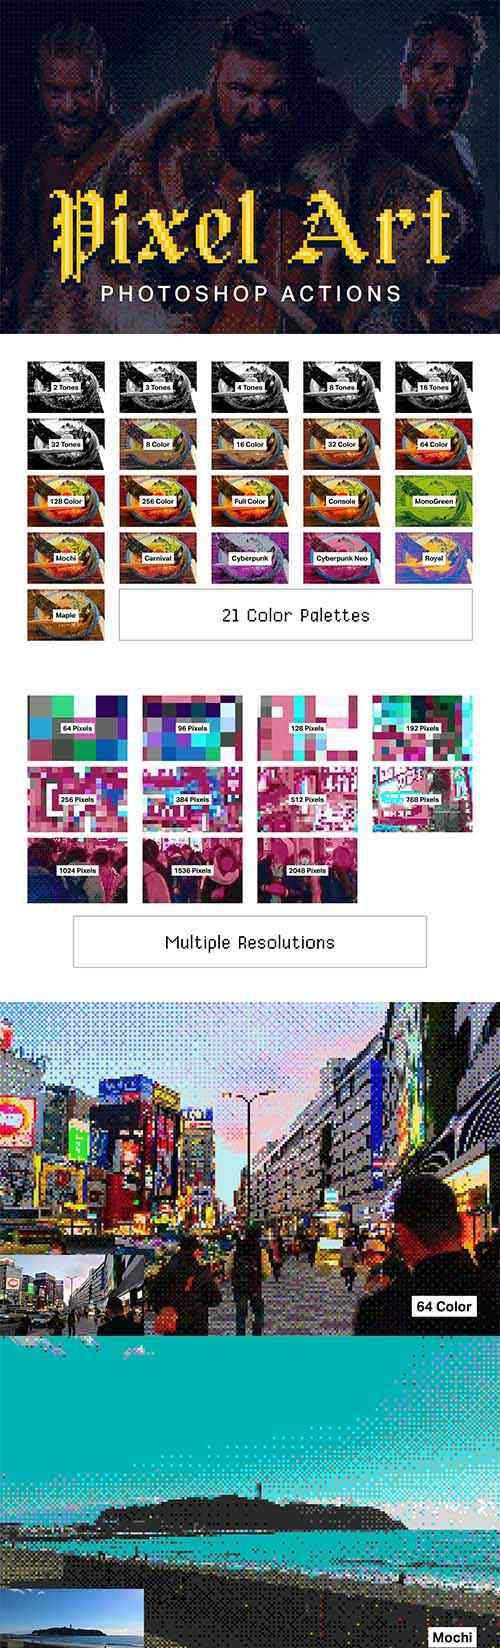 Pixel Art
PHOTOSHOP ACTIONS
2 Tones
3 Tones
4 Tones
8 Tones
16 Tones
32 Tones
8 Color
16 Color
32 Color
64 Color
128 Color
256 Color
Full Color
Console
MonoGreen
Mochi
Carnival
Cyberpunk
Cyberpunk Neo
Royal
Maple
21 Color Palettes
64 Pixels
96 Pixels
128 Pixels
192 Pixels
256 Pixels
384 Pixels
512 Pixels
768 Pixels
1024 Pixels
1536 Pixels
2048 Pixels
Multiple Resolutions
64 Color
Mochi